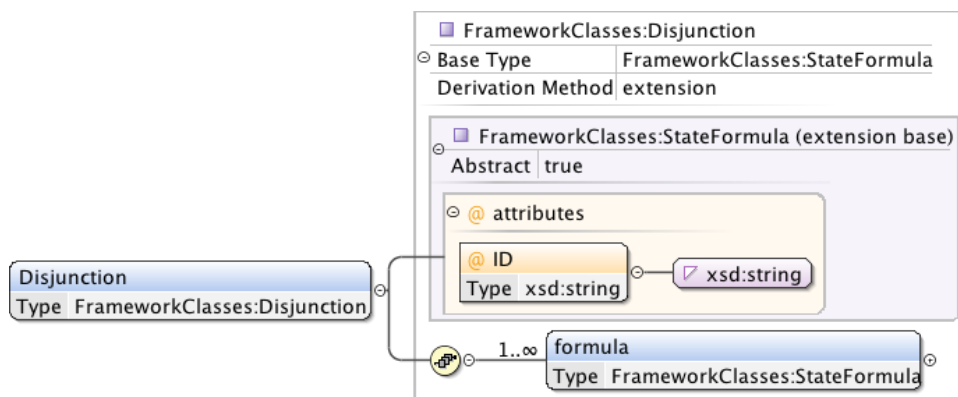 FrameworkClasses:Disjunction
Base Type FrameworkClasses:StateFormula
Derivation Method extension
FrameworkClasses:StateFormula (extension base)
Abstract true
@ attributes
@ ID
Type xsd:string
xsd:string
Disjunction
Type FrameworkClasses:Disjunction
1..∞
formula
Type FrameworkClasses:StateFormula